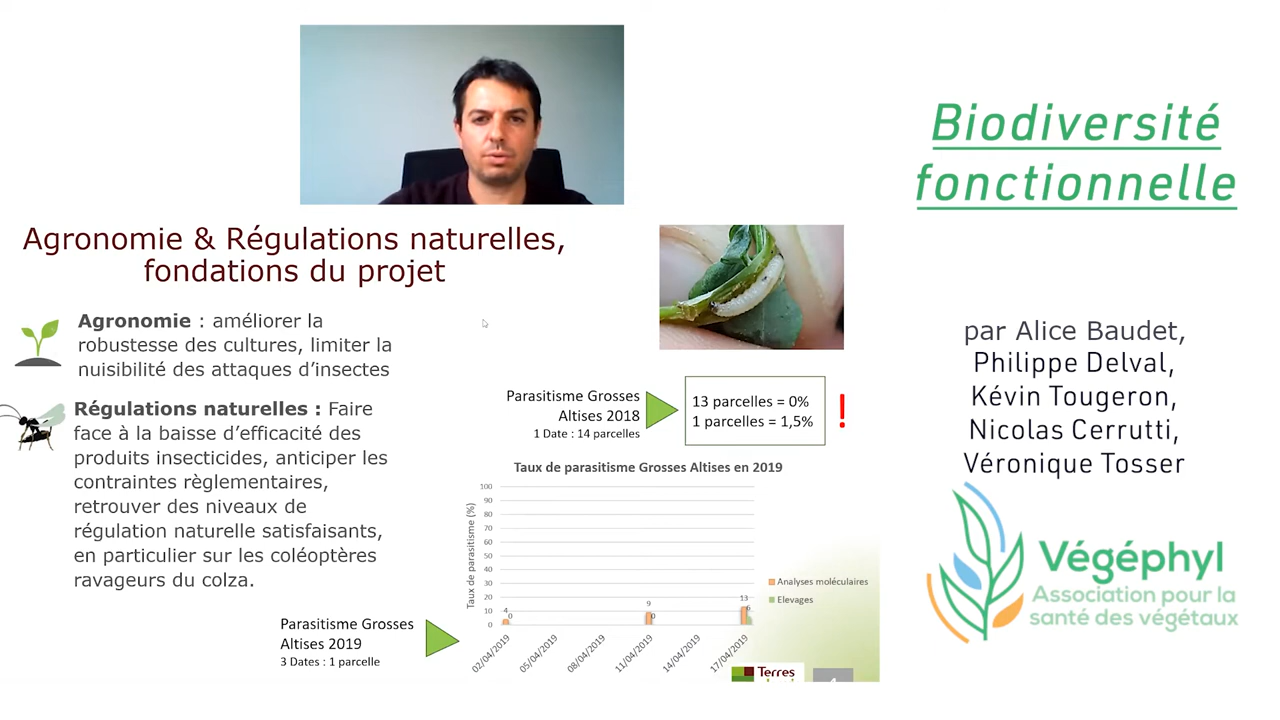 Biodiversité
fonctionnelle
Agronomie & Régulations naturelles,
fondations du projet
Agronomie : améliorer la
robustesse des cultures, limiter la
nuisibilité des attaques d’insectes
Régulations naturelles : Faire
face à la baisse d’efficacité des
produits insecticides, anticiper les
contraintes règlementaires,
retrouver des niveaux de
régulation naturelle satisfaisants,
en particulier sur les coléoptères
ravageurs du colza.
Parasitisme Grosses
Altises 2018
1 Date : 14 parcelles
13 parcelles = 0%
1 parcelles = 1,5%
!
Taux de parasitisme Grosses Altises en 2019
Taux de parasitisme (%)
100
90
80
70
60
50
40
30
20
10
0
4
0
9
0
13
6
02/04/2019
05/04/2019
08/04/2019
11/04/2019
14/04/2019
17/04/2019
Analyses moléculaires
Elevages
Parasitisme Grosses
Altises 2019
3 Dates : 1 parcelle
Terres
par Alice Baudet,
Philippe Delval,
Kévin Tougeron,
Nicolas Cerrutti,
Véronique Tosser
Végéphyl
Association pour la
santé des végétaux